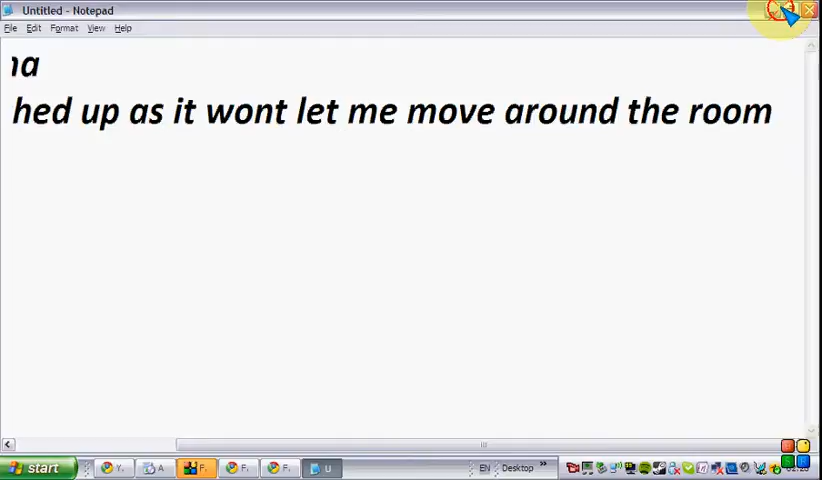 Untitled - Notepad
File Edit Format View Help
ha
hed up as it wont let me move around the room
start Y. A F. F. F. U EN Desktop